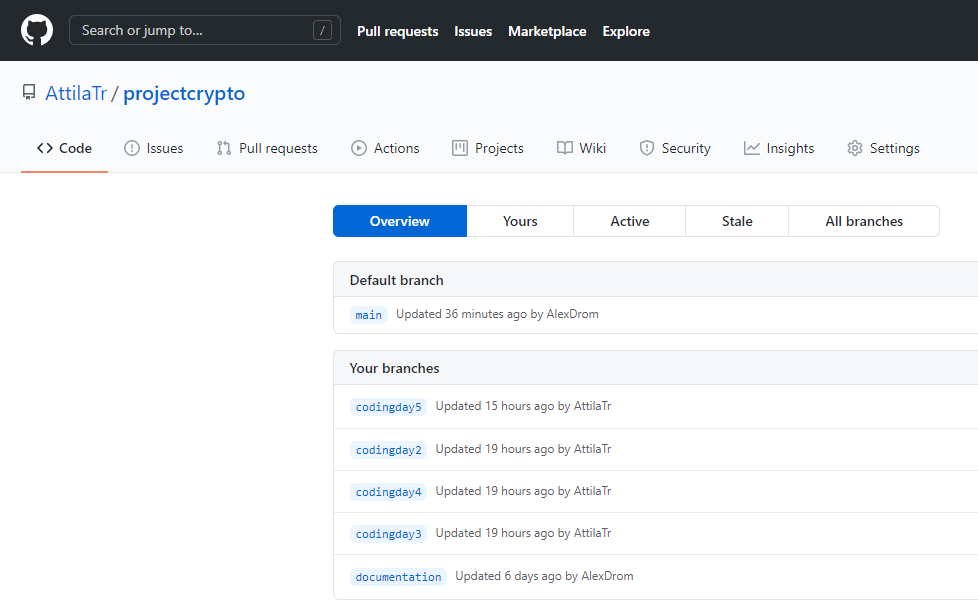 Search or jump to... / Pull requests Issues Marketplace Explore
AttilaTr / projectcrypto
Code Issues Pull requests Actions Projects Wiki Security Insights Settings
Overview Yours Active Stale All branches
Default branch
main Updated 36 minutes ago by AlexDrom
Your branches
codingday5 Updated 15 hours ago by AttilaTr
codingday2 Updated 19 hours ago by AttilaTr
codingday4 Updated 19 hours ago by AttilaTr
codingday3 Updated 19 hours ago by AttilaTr
documentation Updated 6 days ago by AlexDrom